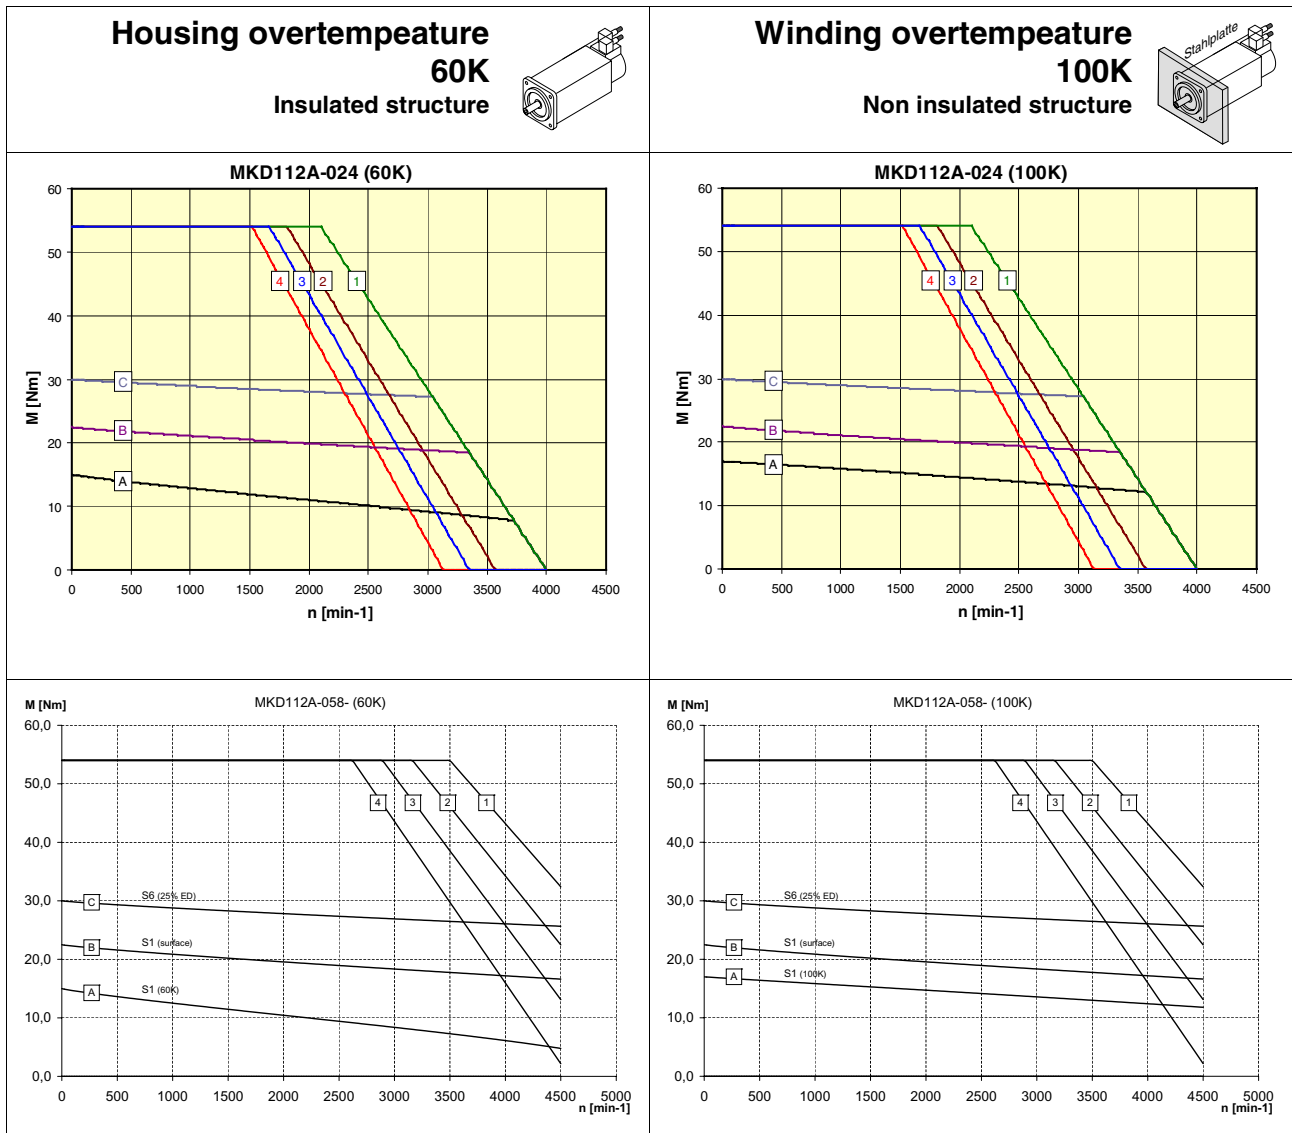 Housing overtempeature
60K
Insulated structure
Winding overtempeature
100K
Non insulated structure
Stahlplatte
MKD112A-024 (60K)
M [Nm]
60
50
40
30
20
10
0
4
3
2
1
C
B
A
0 500 1000 1500 2000 2500 3000 3500 4000 4500
n [min-1]
MKD112A-024 (100K)
M [Nm]
60
50
40
30
20
10
0
4
3
2
1
C
B
A
0 500 1000 1500 2000 2500 3000 3500 4000 4500
n [min-1]
M [Nm]
MKD112A-058- (60K)
60,0
50,0
40,0
30,0
20,0
10,0
0,0
4
3
2
1
C
S6 (25% ED)
B
S1 (surface)
A
S1 (60K)
0 500 1000 1500 2000 2500 3000 3500 4000 4500 5000
n [min-1]
M [Nm]
MKD112A-058- (100K)
60,0
50,0
40,0
30,0
20,0
10,0
0,0
4
3
2
1
C
S6 (25% ED)
B
S1 (surface)
A
S1 (100K)
0 500 1000 1500 2000 2500 3000 3500 4000 4500 5000
n [min-1]